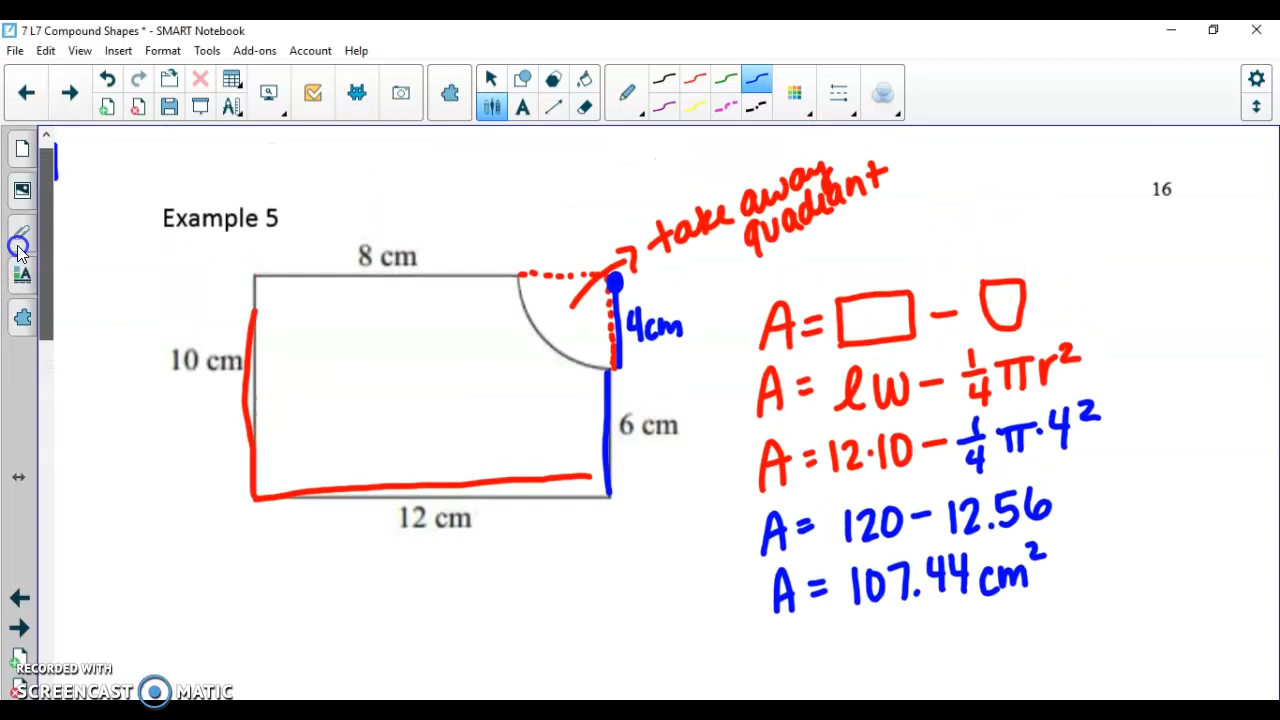 7 L7 Compound Shapes * - SMART Notebook
File Edit View Insert Format Tools Add-ons Account Help
16
take away
quadrant
Example 5
8 cm
10 cm
4cm
6 cm
12 cm
A = ▭ -
A = lw - 1/4 πr²
A = 12·10 - 1/4 π·4²
A = 120 - 12.56
A = 107.44 cm²
RECORDED WITH
SCREENCAST MATIC